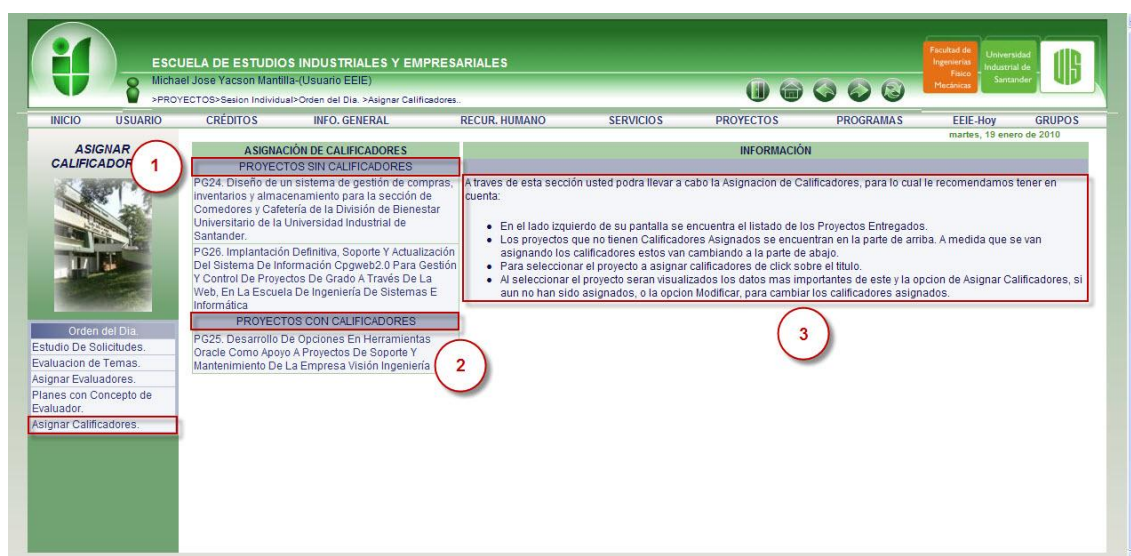 ESCUELA DE ESTUDIOS INDUSTRIALES Y EMPRESARIALES
Michael Jose Yacson Mantilla-(Usuario EEIE)
>PROYECTOS>Sesion Individual>Orden del Dia. >Asignar Calificadores..
Facultad de
Ingenierías
Físico
Mecánicas
Universidad
Industrial de
Santander
UIS
INICIO USUARIO CRÉDITOS INFO. GENERAL RECUR. HUMANO SERVICIOS PROYECTOS PROGRAMAS EEIE-Hoy GRUPOS
martes, 19 enero de 2010
ASIGNAR
CALIFICADOR
1
Orden del Dia.
Estudio De Solicitudes.
Evaluacion de Temas.
Asignar Evaluadores.
Planes con Concepto de
Evaluador.
Asignar Calificadores.
ASIGNACIÓN DE CALIFICADORES
PROYECTOS SIN CALIFICADORES
PG24. Diseño de un sistema de gestión de compras,
inventarios y almacenamiento para la sección de
Comedores y Cafetería de la División de Bienestar
Universitario de la Universidad Industrial de
Santander.
PG26. Implantación Definitiva, Soporte Y Actualización
Del Sistema De Información Cpgweb2.0 Para Gestión
Y Control De Proyectos De Grado A Través De La
Web, En La Escuela De Ingeniería De Sistemas E
Informática
PROYECTOS CON CALIFICADORES
PG25. Desarrollo De Opciones En Herramientas
Oracle Como Apoyo A Proyectos De Soporte Y
Mantenimiento De La Empresa Visión Ingeniería
2
INFORMACIÓN
A traves de esta sección usted podra llevar a cabo la Asignacion de Calificadores, para lo cual le recomendamos tener en
cuenta:
• En el lado izquierdo de su pantalla se encuentra el listado de los Proyectos Entregados.
• Los proyectos que no tienen Calificadores Asignados se encuentran en la parte de arriba. A medida que se van
asignando los calificadores estos van cambiando a la parte de abajo.
• Para seleccionar el proyecto a asignar calificadores de click sobre el titulo.
• Al seleccionar el proyecto seran visualizados los datos mas importantes de este y la opcion de Asignar Calificadores, si
aun no han sido asignados, o la opcion Modificar, para cambiar los calificadores asignados.
3